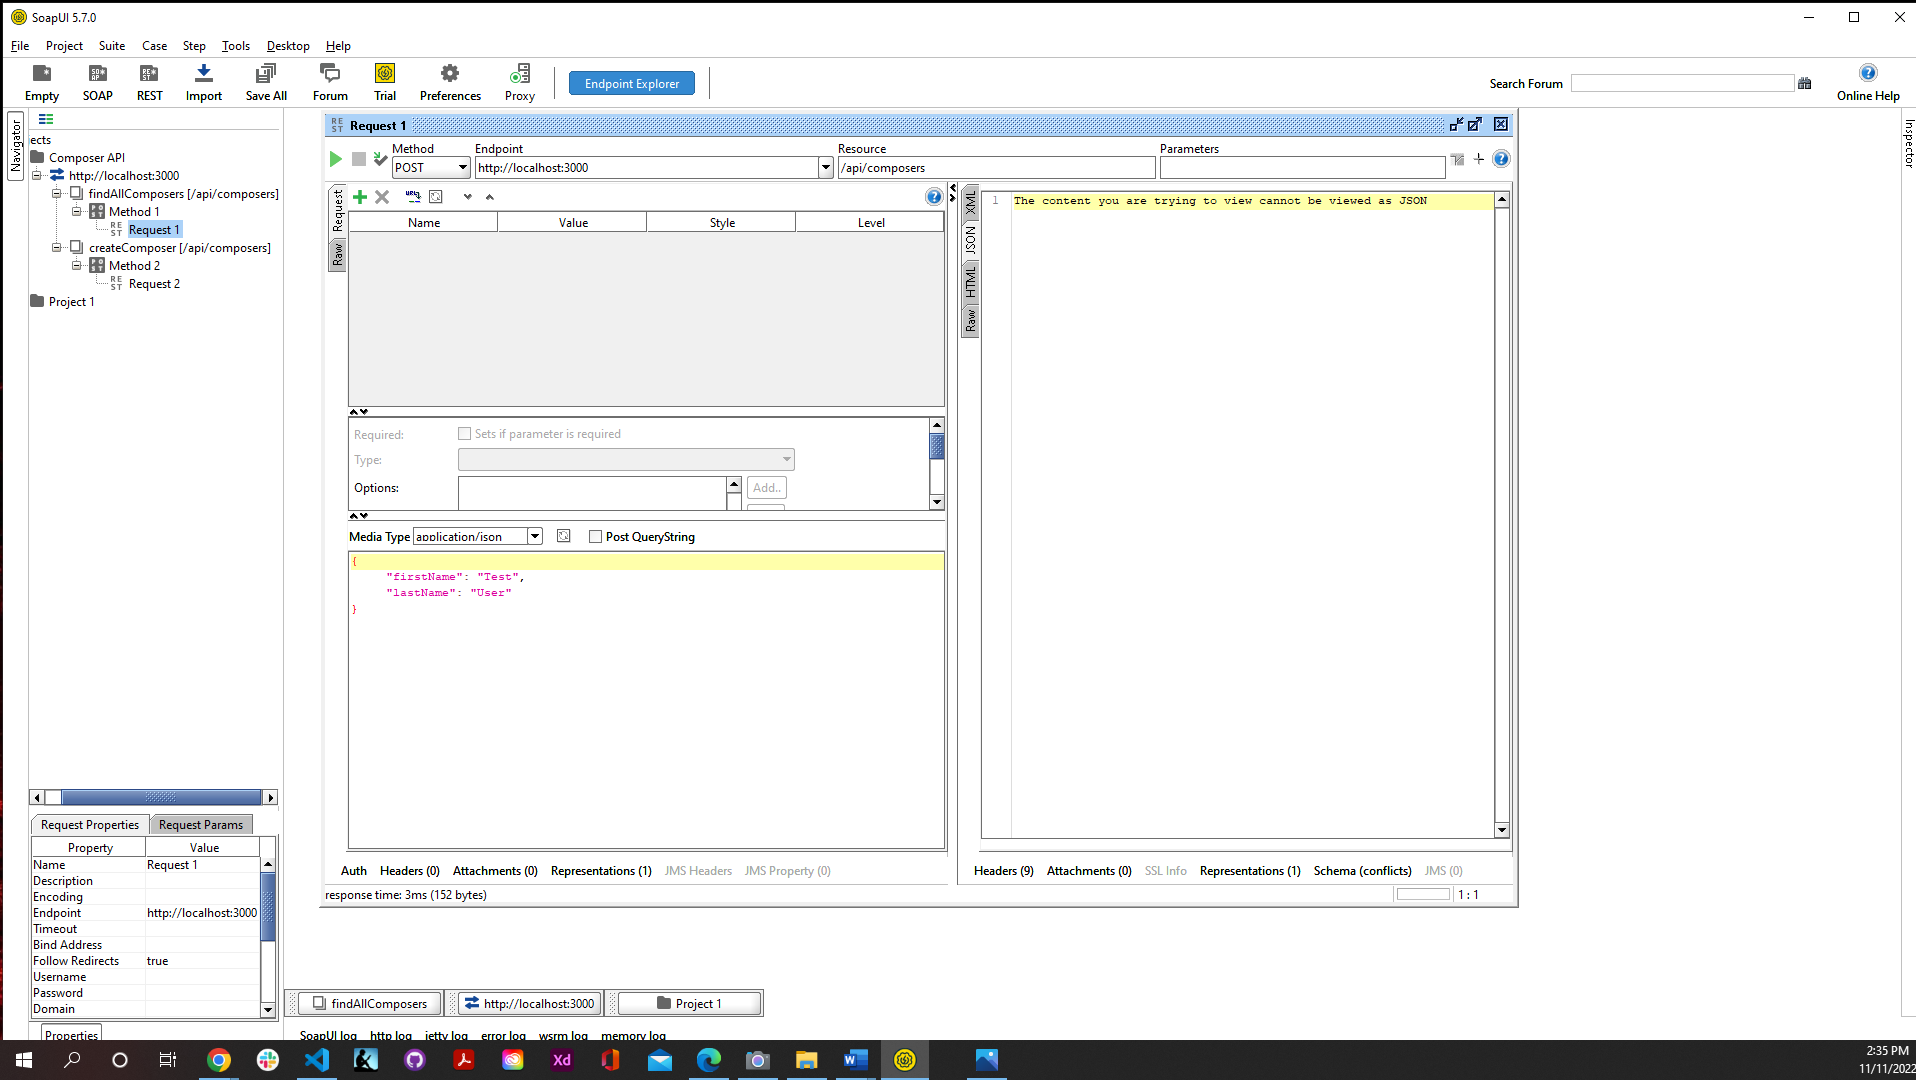 SoapUI 5.7.0
File Project Suite Case Step Tools Desktop Help
Empty SOAP REST Import Save All Forum Trial Preferences Proxy Endpoint Explorer Search Forum Online Help
Navigator
Inspector
jects
Composer API
http://localhost:3000
findAllComposers [/api/composers]
Method 1
Request 1
createComposer [/api/composers]
Method 2
Request 2
Project 1
Request 1
Method Endpoint Resource Parameters
POST http://localhost:3000 /api/composers
Request
Raw
Name Value Style Level
Required: Sets if parameter is required
Type:
Options: Add..
Media Type application/json Post QueryString
{
"firstName": "Test",
"lastName": "User"
}
XML
JSON
HTML
Raw
1 The content you are trying to view cannot be viewed as JSON
Auth Headers (0) Attachments (0) Representations (1) JMS Headers JMS Property (0)
Headers (9) Attachments (0) SSL Info Representations (1) Schema (conflicts) JMS (0)
response time: 3ms (152 bytes) 1 : 1
Request Properties Request Params
Property Value
Name Request 1
Description
Encoding
Endpoint http://localhost:3000
Timeout
Bind Address
Follow Redirects true
Username
Password
Domain
Properties
findAllComposers http://localhost:3000 Project 1
SoapUI log http log jetty log error log wsrm log memory log
2:35 PM
11/11/2022